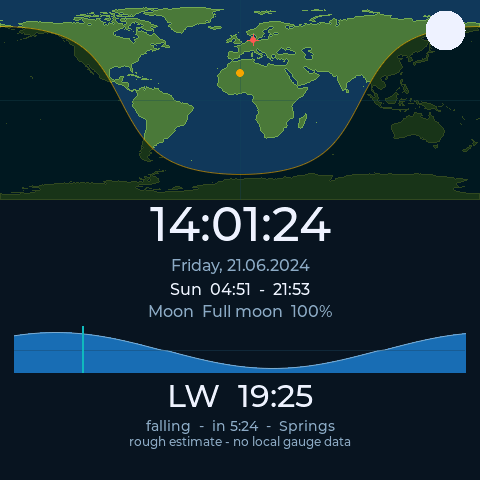 14:01:24
Friday, 21.06.2024
Sun 04:51 - 21:53
Moon Full moon 100%
LW 19:25
falling - in 5:24 - Springs
rough estimate - no local gauge data